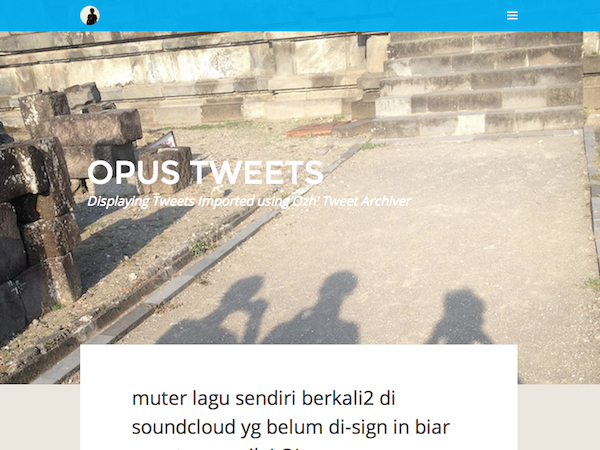 OPUS TWEETS
Displaying Tweets Imported using Ozh' Tweet Archiver
muter lagu sendiri berkali2 di
soundcloud yg belum di-sign in biar